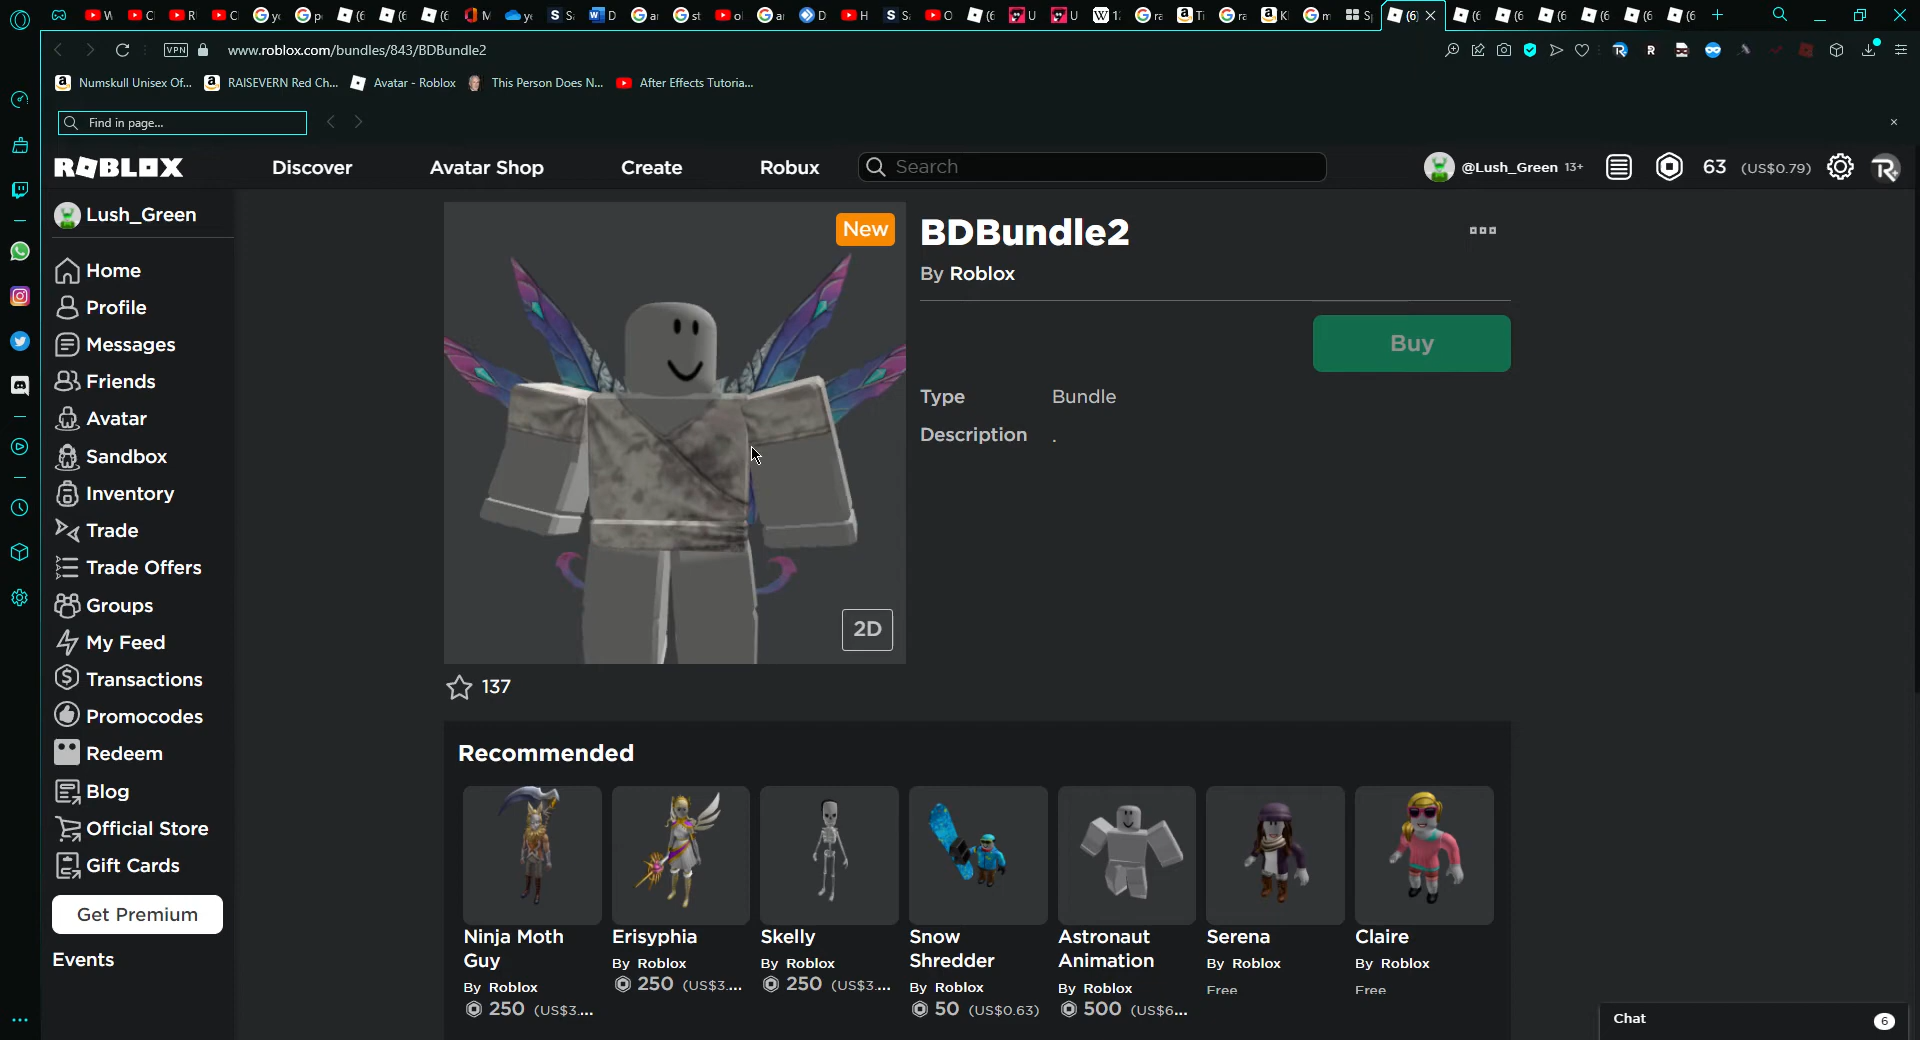 VPN
www.roblox.com/bundles/843/BDBundle2
Numskull Unisex Of...
RAISEVERN Red Ch...
Avatar - Roblox
This Person Does N...
After Effects Tutoria...
Find in page...
ROBLOX
Discover
Avatar Shop
Create
Robux
Search
@Lush_Green 13+
63
(US$0.79)
Lush_Green
Home
Profile
Messages
Friends
Avatar
Sandbox
Inventory
Trade
Trade Offers
Groups
My Feed
Transactions
Promocodes
Redeem
Blog
Official Store
Gift Cards
Get Premium
Events
New
2D
137
BDBundle2
By Roblox
Buy
Type Bundle
Description .
Recommended
Ninja Moth
Guy
By Roblox
250 (US$3....
Erisyphia
By Roblox
250 (US$3....
Skelly
By Roblox
250 (US$3....
Snow
Shredder
By Roblox
50 (US$0.63)
Astronaut
Animation
By Roblox
500 (US$6...
Serena
By Roblox
Free
Claire
By Roblox
Free
Chat
6